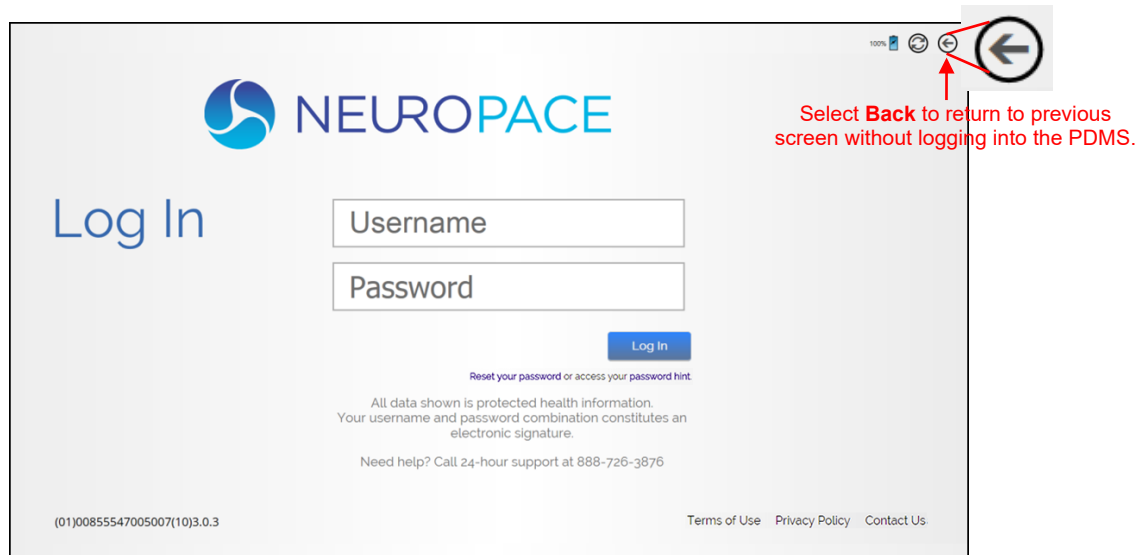 100%
Select Back to return to previous
screen without logging into the PDMS.
NEUROPACE
Log In
Username
Password
Log In
Reset your password or access your password hint.
All data shown is protected health information.
Your username and password combination constitutes an
electronic signature.
Need help? Call 24-hour support at 888-726-3876
(01)00855547005007(10)3.0.3
Terms of Use Privacy Policy Contact Us